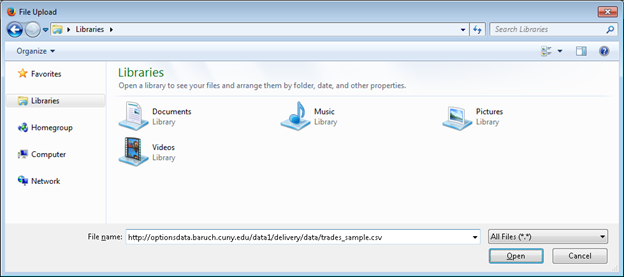 File Upload
Libraries
Search Libraries
Organize
Favorites
Libraries
Homegroup
Computer
Network
Libraries
Open a library to see your files and arrange them by folder, date, and other properties.
Documents
Library
Music
Library
Pictures
Library
Videos
Library
File name: http://optionsdata.baruch.cuny.edu/data1/delivery/data/trades_sample.csv All Files (*.*)
Open Cancel